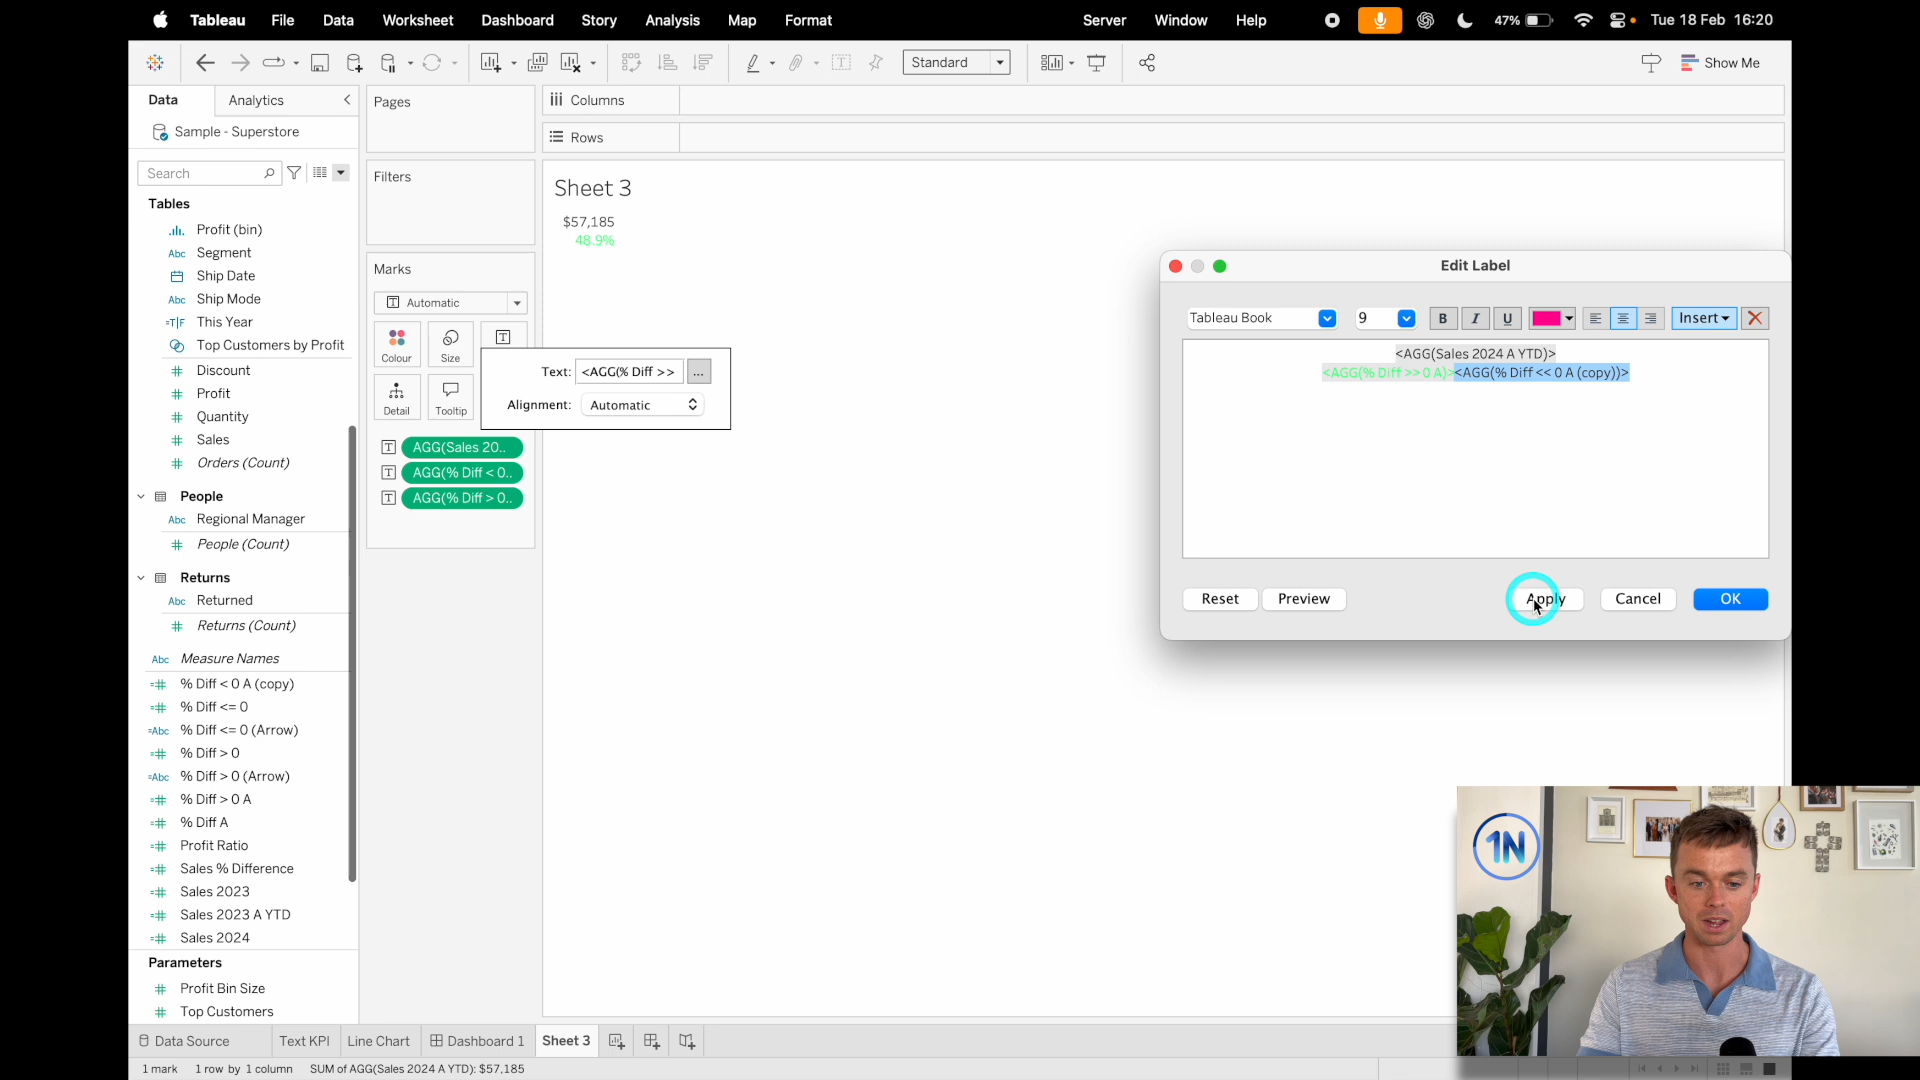 Tableau File Data Worksheet Dashboard Story Analysis Map Format Server Window Help 47% Tue 18 Feb 16:20
Standard
Show Me
Data Analytics
Sample - Superstore
Search
Tables
Profit (bin)
Abc Segment
Ship Date
Abc Ship Mode
=T|F This Year
Top Customers by Profit
Discount
Profit
Quantity
Sales
Orders (Count)
People
Abc Regional Manager
People (Count)
Returns
Abc Returned
Returns (Count)
Abc Measure Names
=# % Diff < 0 A (copy)
=# % Diff <= 0
=Abc % Diff <= 0 (Arrow)
=# % Diff > 0
=Abc % Diff > 0 (Arrow)
=# % Diff > 0 A
=# % Diff A
=# Profit Ratio
=# Sales % Difference
=# Sales 2023
=# Sales 2023 A YTD
=# Sales 2024
Parameters
# Profit Bin Size
# Top Customers
Pages
Filters
Marks
Automatic
Colour Size
Detail Tooltip
Text: <AGG(% Diff >> ...
Alignment: Automatic
AGG(Sales 20..
AGG(% Diff < 0..
AGG(% Diff > 0..
Columns
Rows
Sheet 3
$57,185
48.9%
Edit Label
Tableau Book 9 B I U Insert
<AGG(Sales 2024 A YTD)>
<AGG(% Diff >> 0 A)><AGG(% Diff << 0 A (copy))>
Reset Preview Apply Cancel OK
1N
Data Source Text KPI Line Chart Dashboard 1 Sheet 3
1 mark 1 row by 1 column SUM of AGG(Sales 2024 A YTD): $57,185